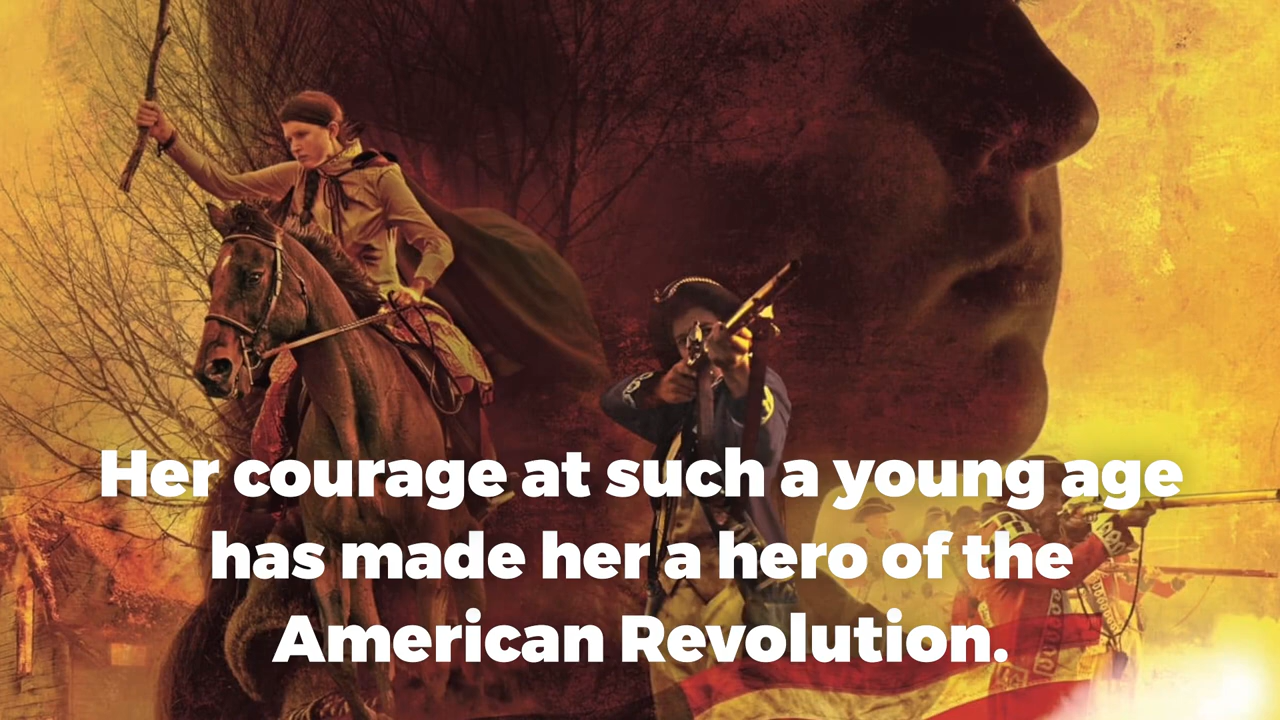 Her courage at such a young age
has made her a hero of the
American Revolution.